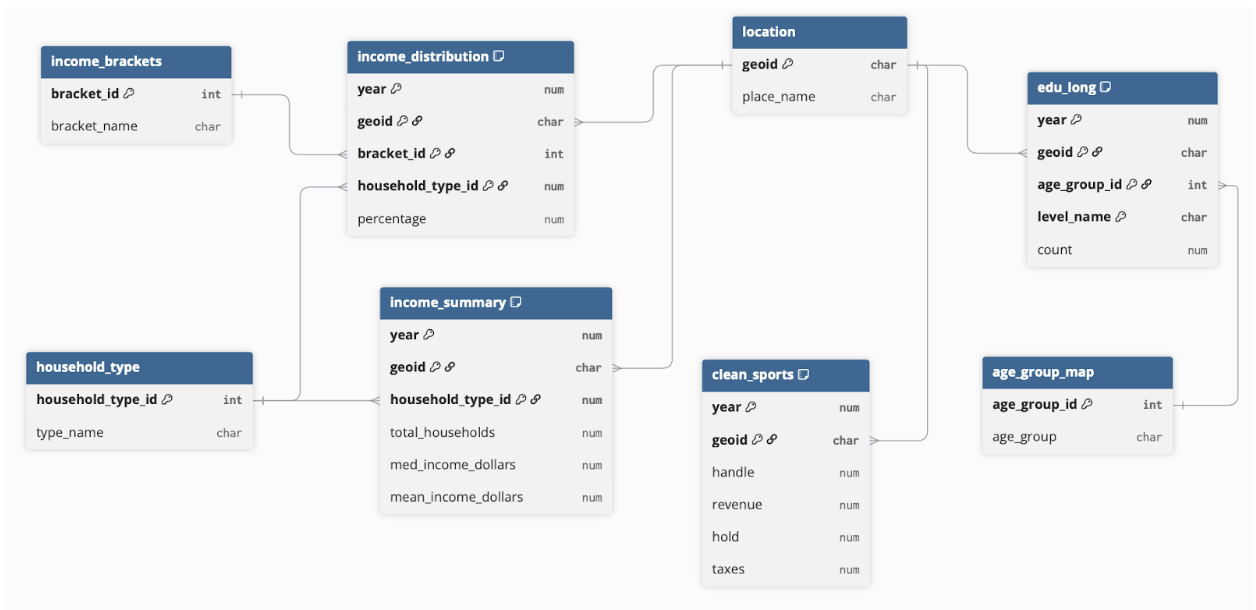 income_brackets
bracket_id int
bracket_name char
income_distribution
year num
geoid char
bracket_id int
household_type_id num
percentage num
location
geoid char
place_name char
edu_long
year num
geoid char
age_group_id int
level_name char
count num
household_type
household_type_id int
type_name char
income_summary
year num
geoid char
household_type_id num
total_households num
med_income_dollars num
mean_income_dollars num
clean_sports
year num
geoid char
handle num
revenue num
hold num
taxes num
age_group_map
age_group_id int
age_group char